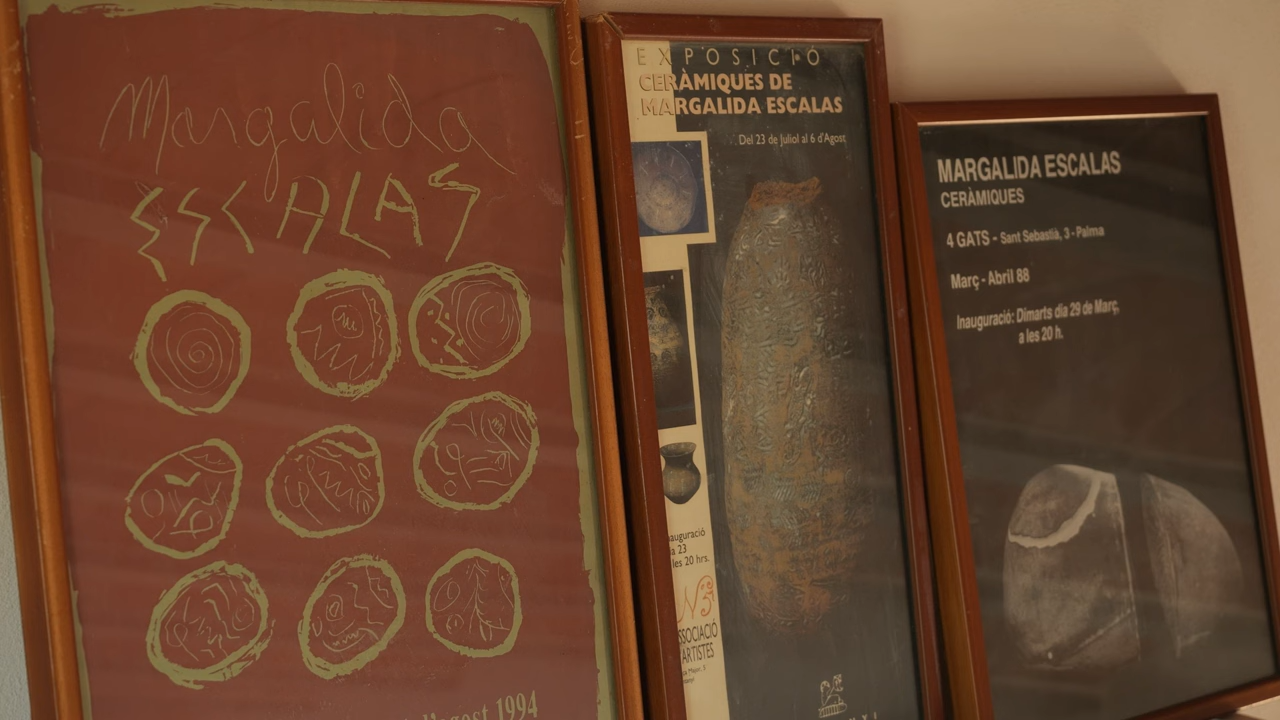 Margalida
ESCALAS
d'agost 1994
EXPOSICIÓ
CERÀMIQUES DE
MARGALIDA ESCALAS
Del 23 de Juliol al 6 d'Agost
les 20 hrs.
MARGALIDA ESCALAS
CERÀMIQUES
4 GATS - Sant Sebastià, 3 - Palma
Març - Abril 88
Inauguració: Dimarts dia 29 de Març,
a les 20 h.